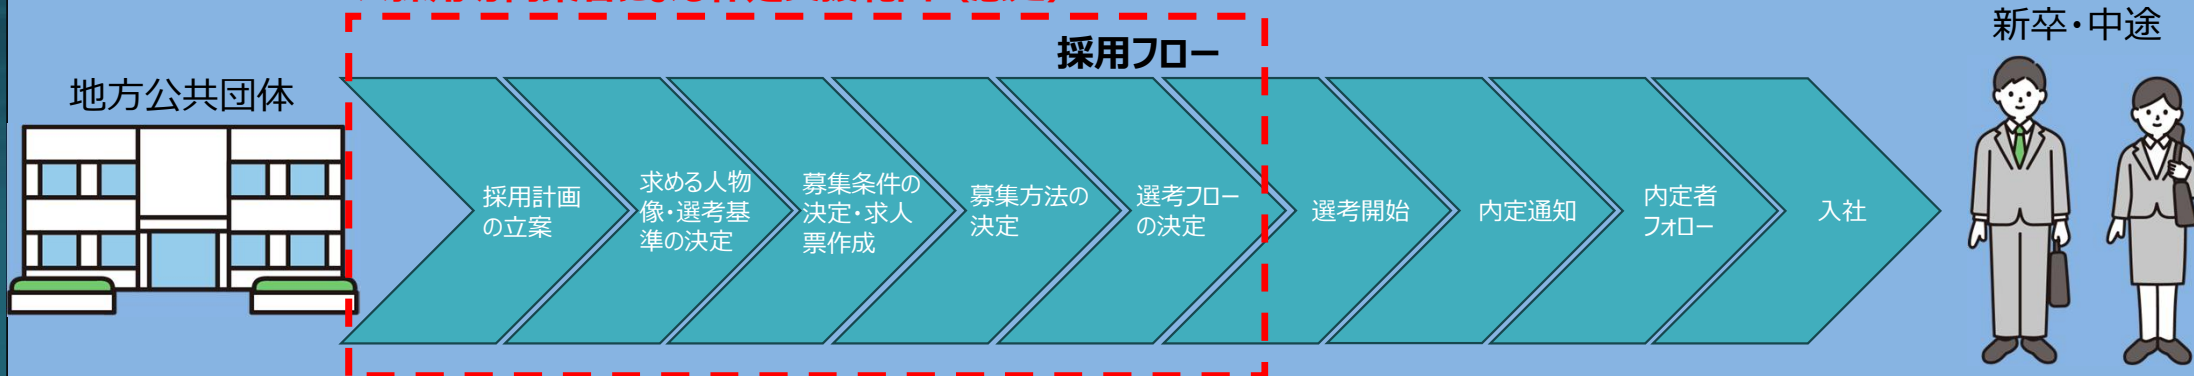 採用フロー
新卒・中途
地方公共団体
採用計画
の立案
求める人物
像・選考基
準の決定
募集条件の
決定・求人
票作成
募集方法の
決定
選考フロー
の決定
選考開始
内定通知
内定者
フォロー
入社